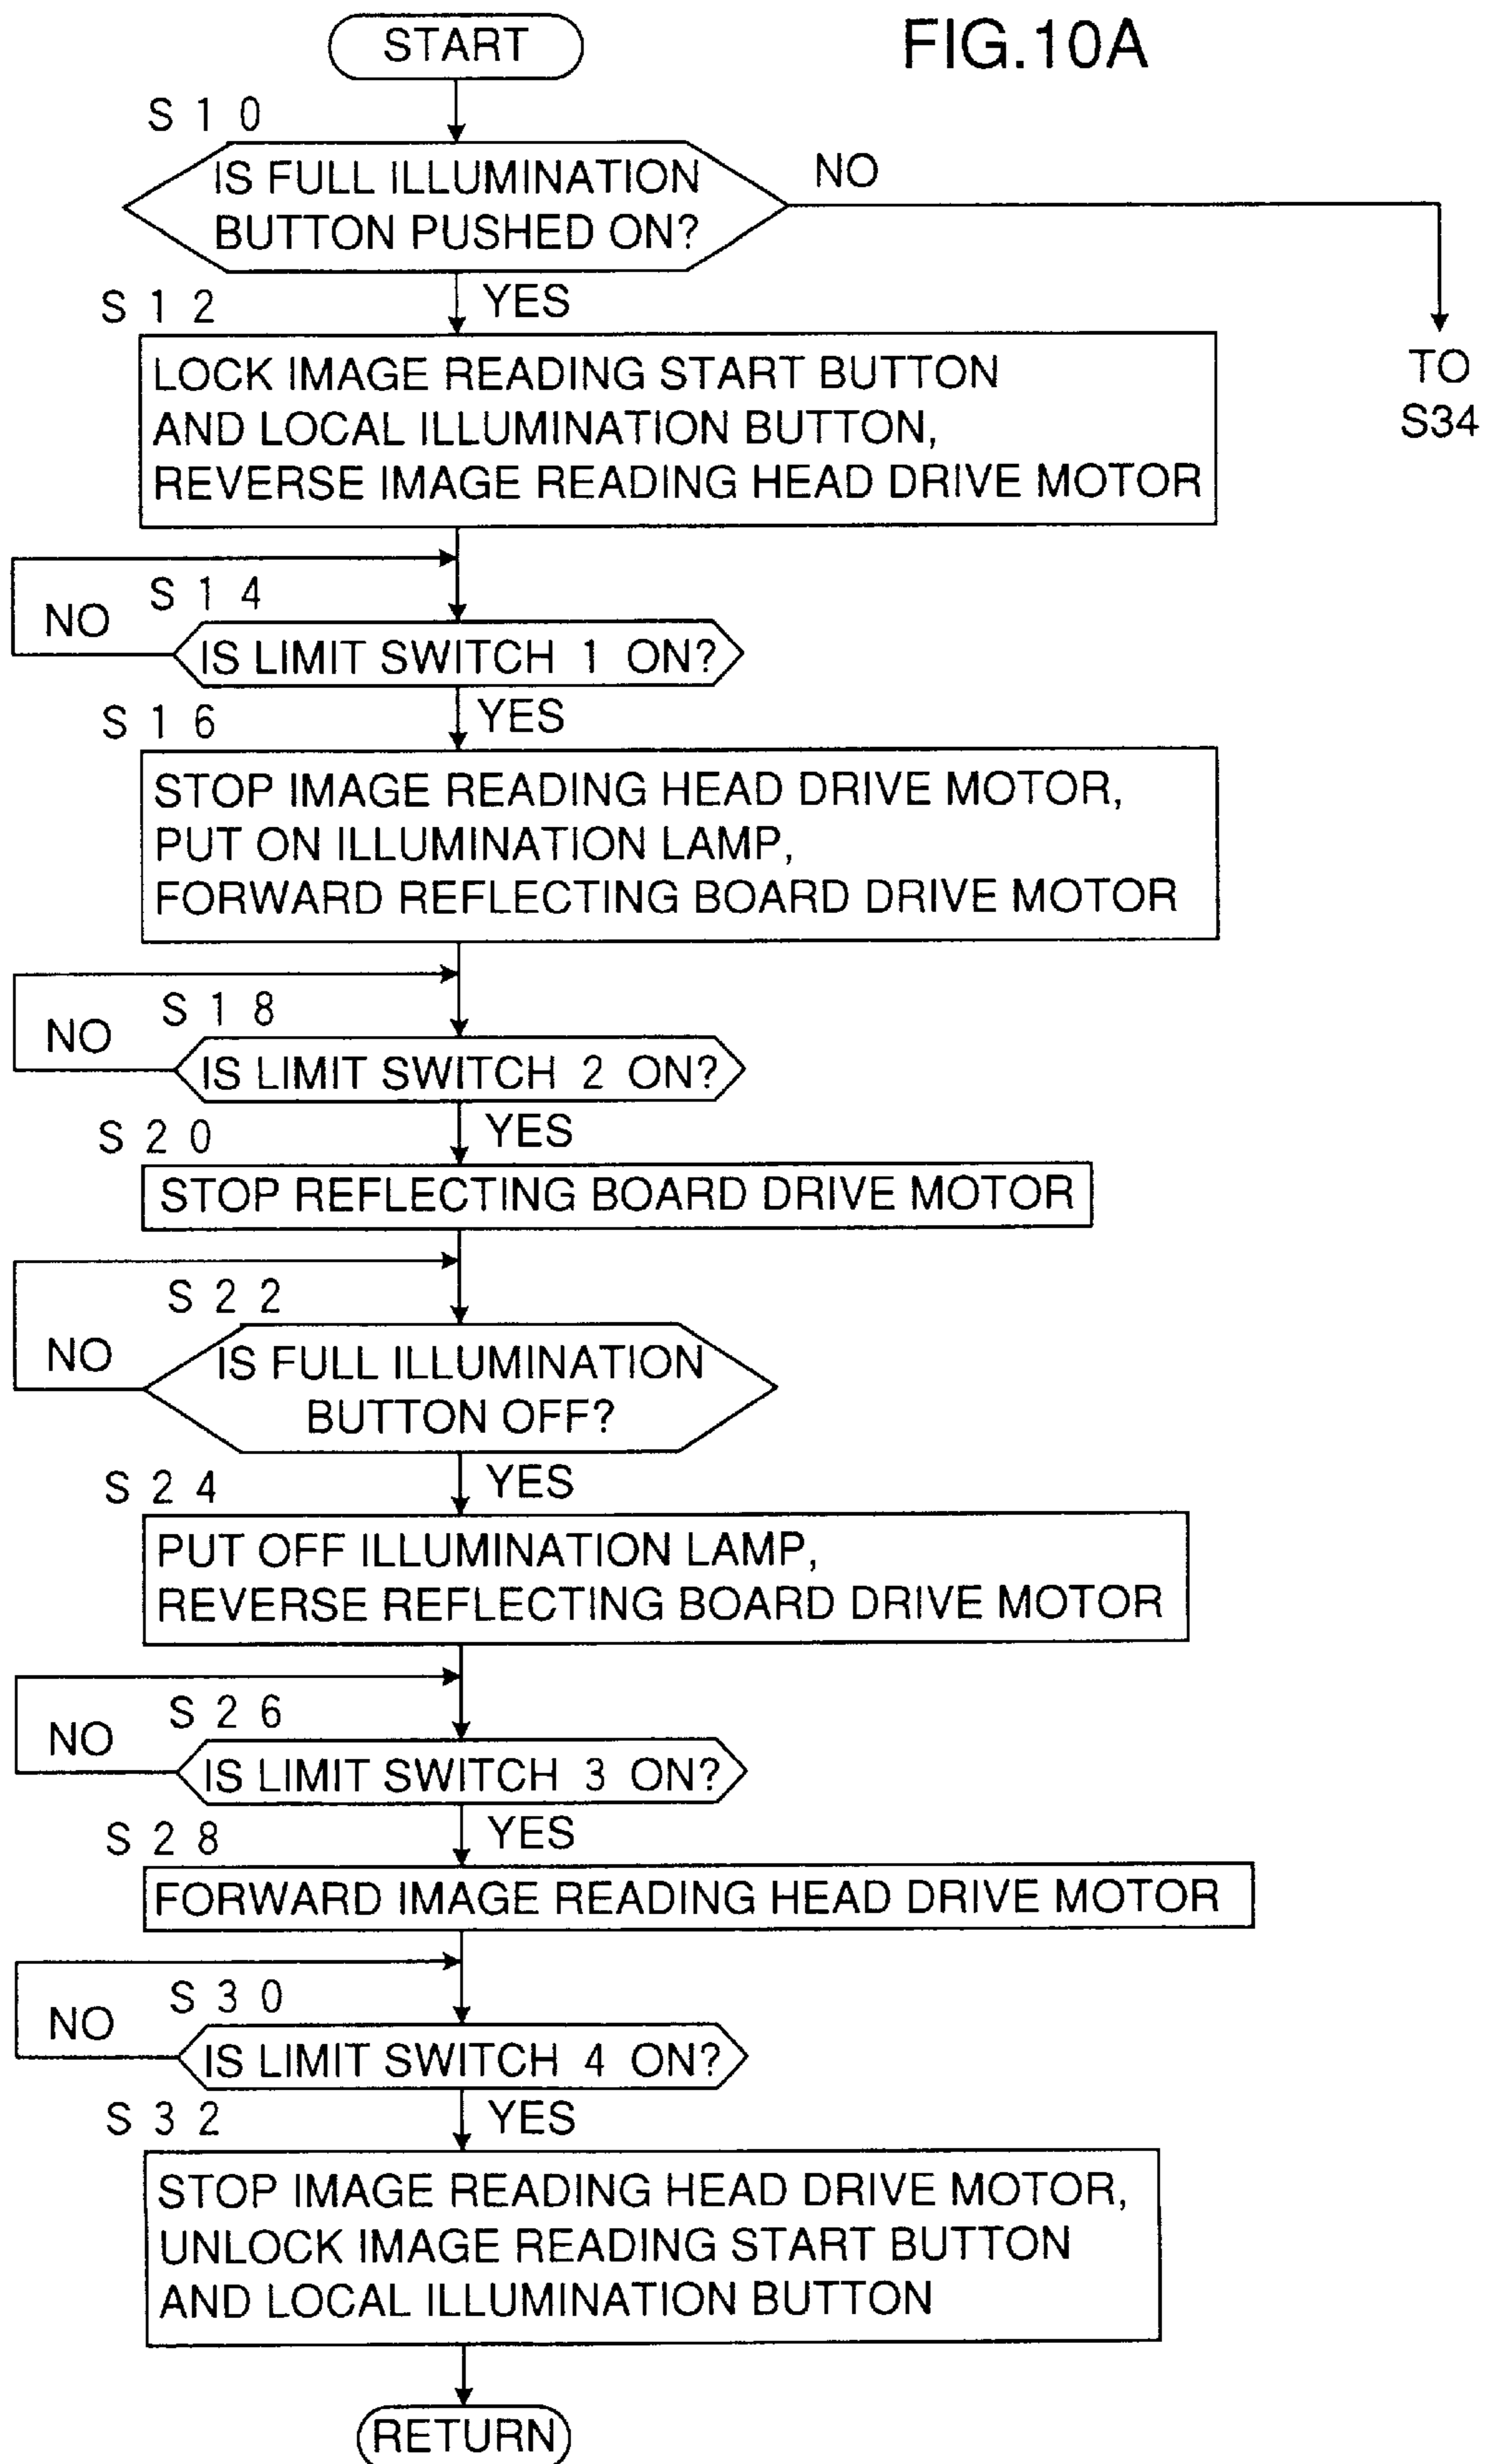 FIG.10A
START
S10
IS FULL ILLUMINATION
BUTTON PUSHED ON?
NO
TO
S34
YES
S12
LOCK IMAGE READING START BUTTON
AND LOCAL ILLUMINATION BUTTON,
REVERSE IMAGE READING HEAD DRIVE MOTOR
S14
NO
IS LIMIT SWITCH 1 ON?
YES
S16
STOP IMAGE READING HEAD DRIVE MOTOR,
PUT ON ILLUMINATION LAMP,
FORWARD REFLECTING BOARD DRIVE MOTOR
S18
NO
IS LIMIT SWITCH 2 ON?
YES
S20
STOP REFLECTING BOARD DRIVE MOTOR
S22
NO
IS FULL ILLUMINATION
BUTTON OFF?
YES
S24
PUT OFF ILLUMINATION LAMP,
REVERSE REFLECTING BOARD DRIVE MOTOR
S26
NO
IS LIMIT SWITCH 3 ON?
YES
S28
FORWARD IMAGE READING HEAD DRIVE MOTOR
S30
NO
IS LIMIT SWITCH 4 ON?
YES
S32
STOP IMAGE READING HEAD DRIVE MOTOR,
UNLOCK IMAGE READING START BUTTON
AND LOCAL ILLUMINATION BUTTON
RETURN